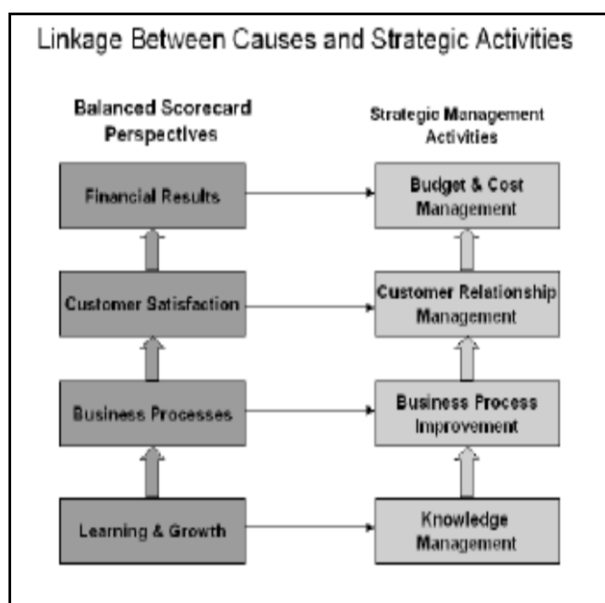 Linkage Between Causes and Strategic Activities
Balanced Scorecard
Perspectives
Strategic Management
Activities
Financial Results
Budget & Cost
Management
Customer Satisfaction
Customer Relationship
Management
Business Processes
Business Process
Improvement
Learning & Growth
Knowledge
Management